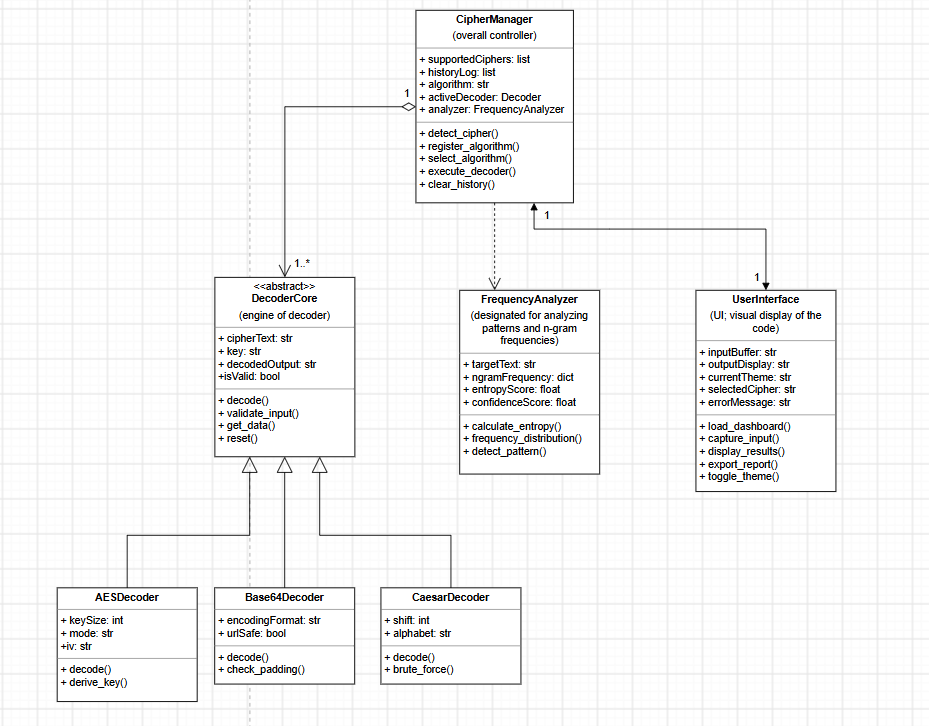 CipherManager
(overall controller)
+ supportedCiphers: list
+ historyLog: list
+ algorithm: str
+ activeDecoder: Decoder
+ analyzer: FrequencyAnalyzer
+ detect_cipher()
+ register_algorithm()
+ select_algorithm()
+ execute_decoder()
+ clear_history()
1
1
1..*
1
<<abstract>>
DecoderCore
(engine of decoder)
+ cipherText: str
+ key: str
+ decodedOutput: str
+isValid: bool
+ decode()
+ validate_input()
+ get_data()
+ reset()
FrequencyAnalyzer
(designated for analyzing
patterns and n-gram
frequencies)
+ targetText: str
+ ngramFrequency: dict
+ entropyScore: float
+ confidenceScore: float
+ calculate_entropy()
+ frequency_distribution()
+ detect_pattern()
UserInterface
(UI; visual display of the
code)
+ inputBuffer: str
+ outputDisplay: str
+ currentTheme: str
+ selectedCipher: str
+ errorMessage: str
+ load_dashboard()
+ capture_input()
+ display_results()
+ export_report()
+ toggle_theme()
AESDecoder
+ keySize: int
+ mode: str
+iv: str
+ decode()
+ derive_key()
Base64Decoder
+ encodingFormat: str
+ urlSafe: bool
+ decode()
+ check_padding()
CaesarDecoder
+ shift: int
+ alphabet: str
+ decode()
+ brute_force()